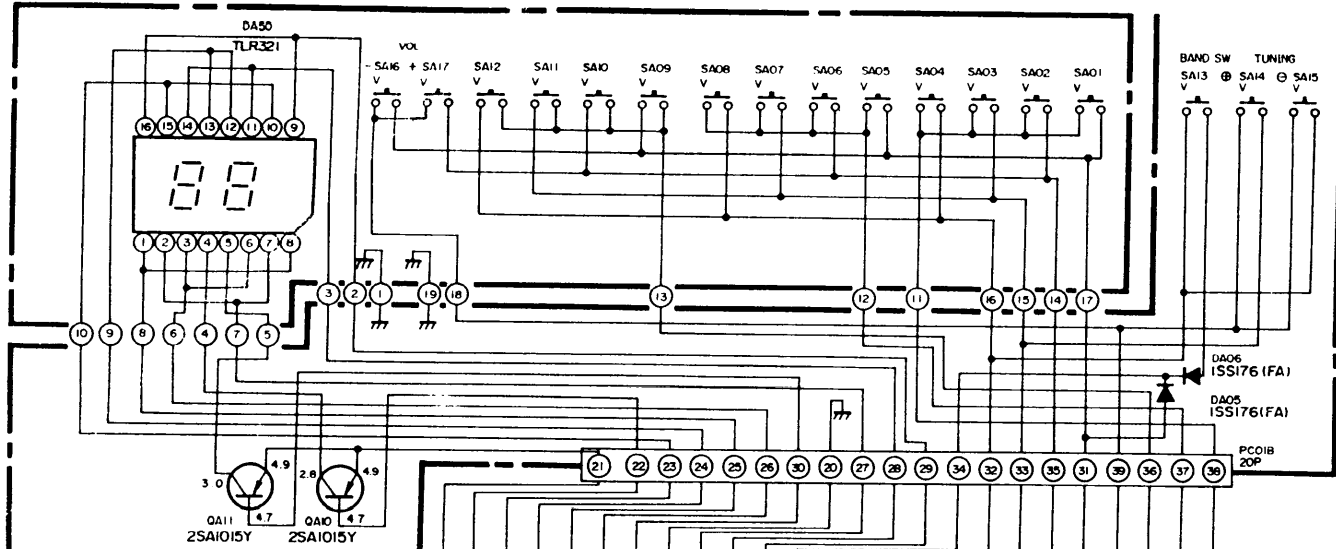 DA50
TLR321
VOL
- SA16 + SA17 SA12 SA11 SA10 SA09 SA08 SA07 SA06 SA05 SA04 SA03 SA02 SA01
V V V V V V V V V V V V V V
BAND SW TUNING
SA13 ⊕ SA14 ⊖ SA15
V V V
16 15 14 13 12 11 10 9
8 8
1 2 3 4 5 6 7 8
3 2 1 19 18 13 12 11 16 15 14 17
10 9 8 6 4 7 5
DA06
1SS176 (FA)
DA05
1SS176(FA)
PC01B
20P
21 22 23 24 25 26 30 20 27 28 29 34 32 33 35 31 39 36 37 38
4.9 4.9
3.0 2.8
4.7 4.7
QA11 QA10
2SA1015Y 2SA1015Y